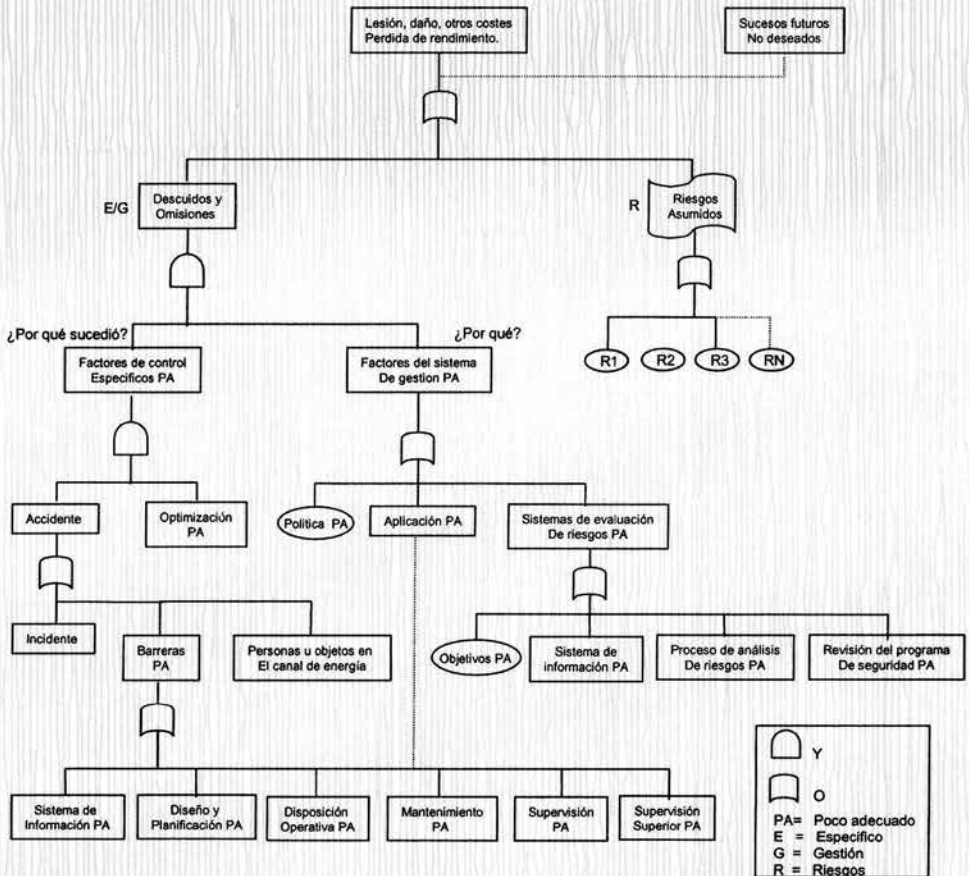 Lesión, daño, otros costes
Perdida de rendimiento.
Sucesos futuros
No deseados
E/G
Descuidos y
Omisiones
R
Riesgos
Asumidos
¿Por qué sucedió?
¿Por qué?
Factores de control
Especificos PA
Factores del sistema
De gestion PA
R1
R2
R3
RN
Accidente
Optimización
PA
Politica PA
Aplicación PA
Sistemas de evaluación
De riesgos PA
Incidente
Barreras
PA
Personas u objetos en
El canal de energía
Objetivos PA
Sistema de
información PA
Proceso de análisis
De riesgos PA
Revisión del programa
De seguridad PA
Sistema de
Información PA
Diseño y
Planificación PA
Disposición
Operativa PA
Mantenimiento
PA
Supervisión
PA
Supervisión
Superior PA
Y
O
PA= Poco adecuado
E = Especifico
G = Gestión
R = Riesgos